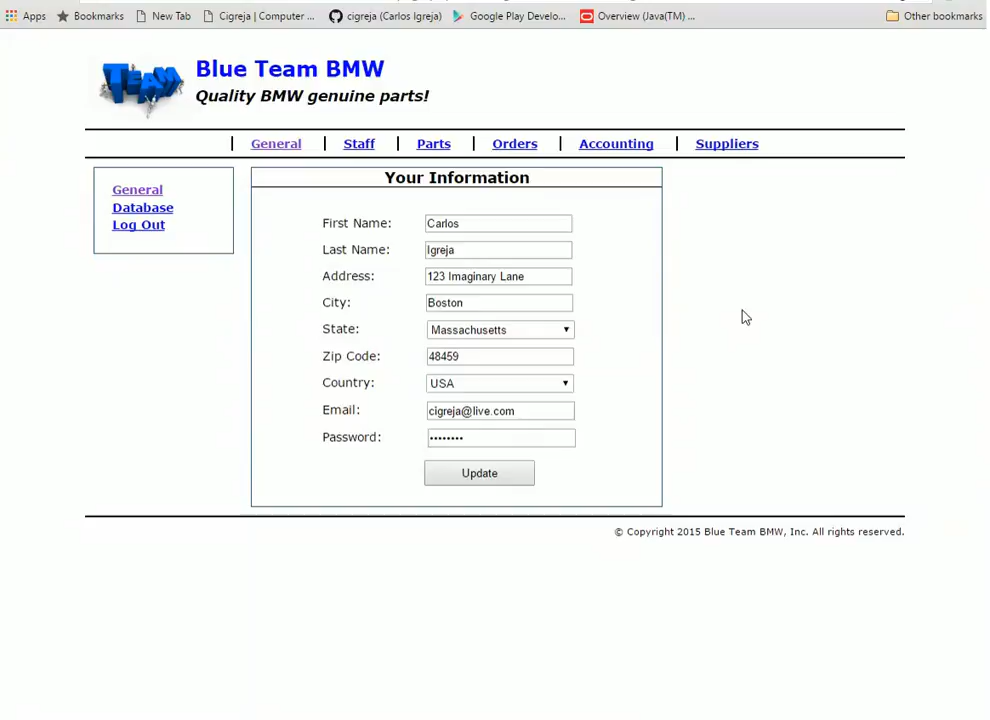 Apps Bookmarks New Tab Cigreja | Computer ... cigreja (Carlos Igreja) Google Play Develo... Overview (Java(TM) ... Other bookmarks
TEAM
Blue Team BMW
Quality BMW genuine parts!
General Staff Parts Orders Accounting Suppliers
General
Database
Log Out
Your Information
First Name: Carlos
Last Name: Igreja
Address: 123 Imaginary Lane
City: Boston
State: Massachusetts
Zip Code: 48459
Country: USA
Email: cigreja@live.com
Password: ••••••••
Update
© Copyright 2015 Blue Team BMW, Inc. All rights reserved.